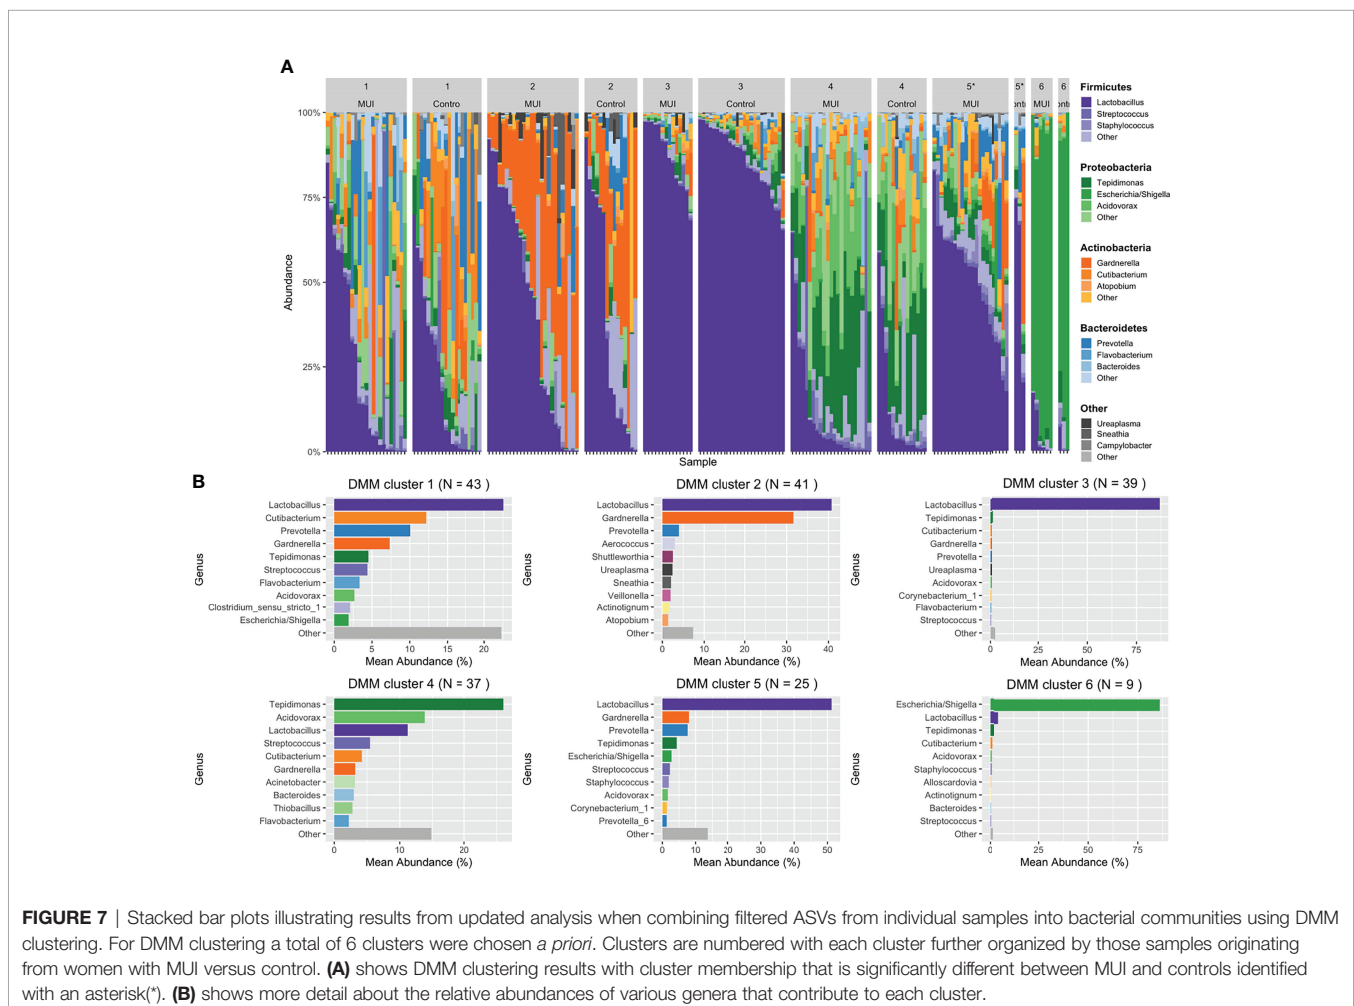 A
1
1
2
2
3
3
4
4
5*
5*
6
6
MUI
Contro
MUI
Control
MUI
Control
MUI
Control
MUI
ontr
MUI
ontr
100%
75%
50%
25%
0%
Abundance
Sample
Firmicutes
Lactobacillus
Streptococcus
Staphylococcus
Other
Proteobacteria
Tepidimonas
Escherichia/Shigella
Acidovorax
Other
Actinobacteria
Gardnerella
Cutibacterium
Atopobium
Other
Bacteroidetes
Prevotella
Flavobacterium
Bacteroides
Other
Other
Ureaplasma
Sneathia
Campylobacter
Other
B
DMM cluster 1 (N = 43 )
Genus
Lactobacillus
Cutibacterium
Prevotella
Gardnerella
Tepidimonas
Streptococcus
Flavobacterium
Acidovorax
Clostridium_sensu_stricto_1
Escherichia/Shigella
Other
0 5 10 15 20
Mean Abundance (%)
DMM cluster 2 (N = 41 )
Genus
Lactobacillus
Gardnerella
Prevotella
Aerococcus
Shuttleworthia
Ureaplasma
Sneathia
Veillonella
Actinotignum
Atopobium
Other
0 10 20 30 40
Mean Abundance (%)
DMM cluster 3 (N = 39 )
Genus
Lactobacillus
Tepidimonas
Cutibacterium
Gardnerella
Prevotella
Ureaplasma
Acidovorax
Corynebacterium_1
Flavobacterium
Streptococcus
Other
0 25 50 75
Mean Abundance (%)
DMM cluster 4 (N = 37 )
Genus
Tepidimonas
Acidovorax
Lactobacillus
Streptococcus
Cutibacterium
Gardnerella
Acinetobacter
Bacteroides
Thiobacillus
Flavobacterium
Other
0 10 20
Mean Abundance (%)
DMM cluster 5 (N = 25 )
Genus
Lactobacillus
Gardnerella
Prevotella
Tepidimonas
Escherichia/Shigella
Streptococcus
Staphylococcus
Acidovorax
Corynebacterium_1
Prevotella_6
Other
0 10 20 30 40 50
Mean Abundance (%)
DMM cluster 6 (N = 9 )
Genus
Escherichia/Shigella
Lactobacillus
Tepidimonas
Cutibacterium
Acidovorax
Staphylococcus
Alloscardovia
Actinotignum
Bacteroides
Streptococcus
Other
0 25 50 75
Mean Abundance (%)
FIGURE 7 | Stacked bar plots illustrating results from updated analysis when combining filtered ASVs from individual samples into bacterial communities using DMM
clustering. For DMM clustering a total of 6 clusters were chosen a priori. Clusters are numbered with each cluster further organized by those samples originating
from women with MUI versus control. (A) shows DMM clustering results with cluster membership that is significantly different between MUI and controls identified
with an asterisk(*). (B) shows more detail about the relative abundances of various genera that contribute to each cluster.